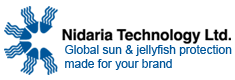 Nidaria Technology Ltd.
Global sun & jellyfish protection
made for your brand